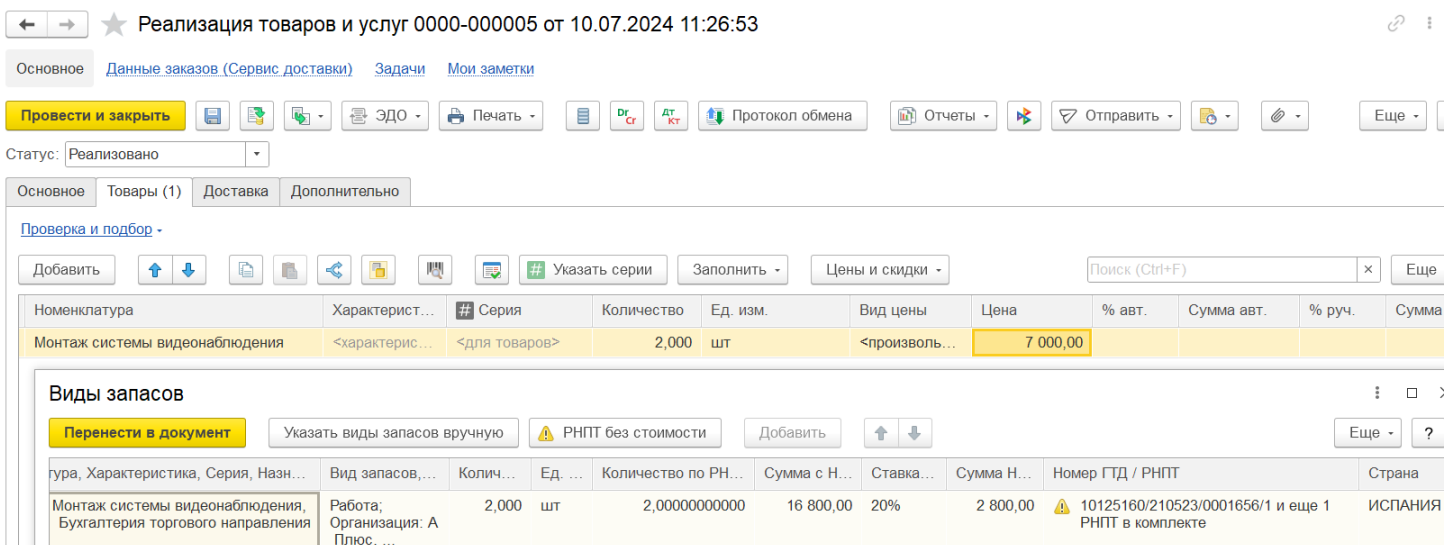 Реализация товаров и услуг 0000-000005 от 10.07.2024 11:26:53
Основное Данные заказов (Сервис доставки) Задачи Мои заметки
Провести и закрыть ЭДО Печать Dr Cr Дт Кт Протокол обмена Отчеты Отправить Еще
Статус: Реализовано
Основное Товары (1) Доставка Дополнительно
Проверка и подбор
Добавить # Указать серии Заполнить Цены и скидки Поиск (Ctrl+F) × Еще
Номенклатура Характерист... # Серия Количество Ед. изм. Вид цены Цена % авт. Сумма авт. % руч. Сумма
Монтаж системы видеонаблюдения <характерис... <для товаров> 2,000 шт <произволь... 7 000,00
Виды запасов
Перенести в документ Указать виды запасов вручную РНПТ без стоимости Добавить Еще ?
тура, Характеристика, Серия, Назн... Вид запасов,... Колич... Ед. ... Количество по РН... Сумма с Н... Ставка... Сумма Н... Номер ГТД / РНПТ Страна
Монтаж системы видеонаблюдения, Работа; 2,000 шт 2,00000000000 16 800,00 20% 2 800,00 10125160/210523/0001656/1 и еще 1 ИСПАНИЯ
Бухгалтерия торгового направления Организация: А РНПТ в комплекте
Плюс, ...